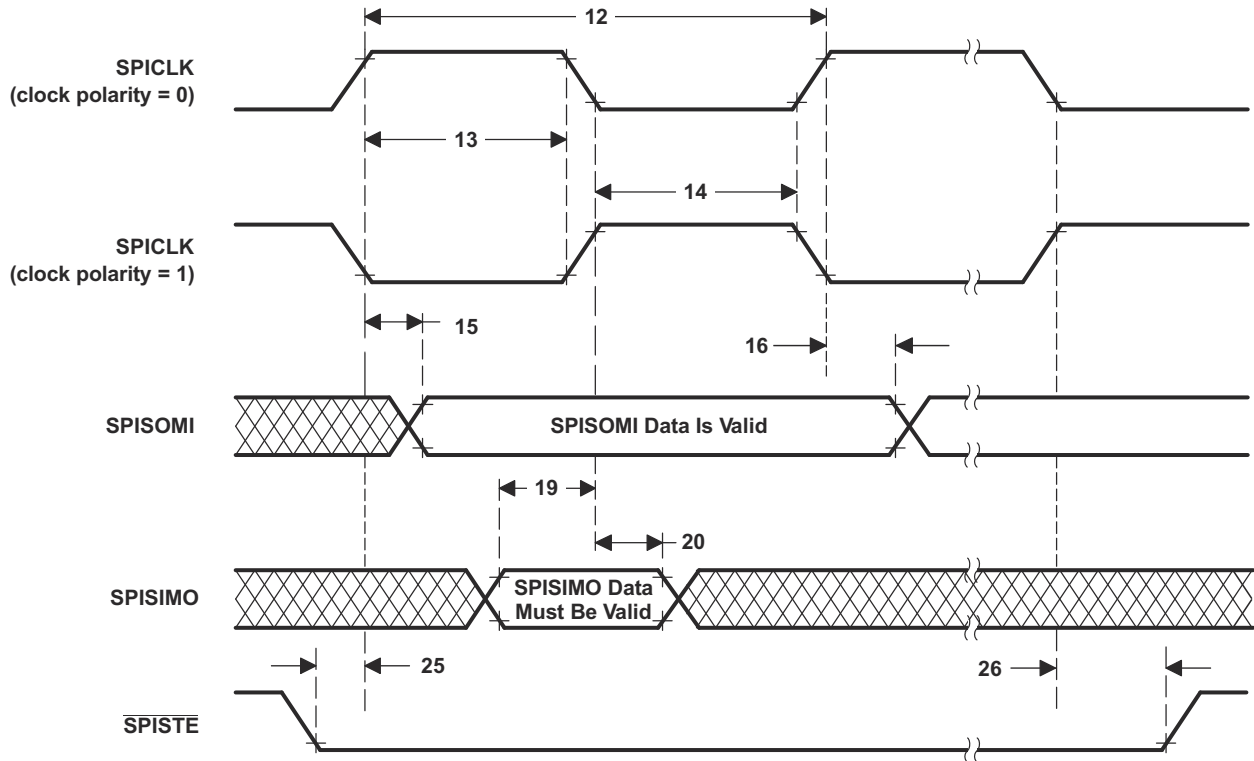 12
SPICLK
(clock polarity = 0)
13
14
SPICLK
(clock polarity = 1)
15
16
SPISOMI
SPISOMI Data Is Valid
19
20
SPISIMO
SPISIMO Data
Must Be Valid
25
26
SPISTE